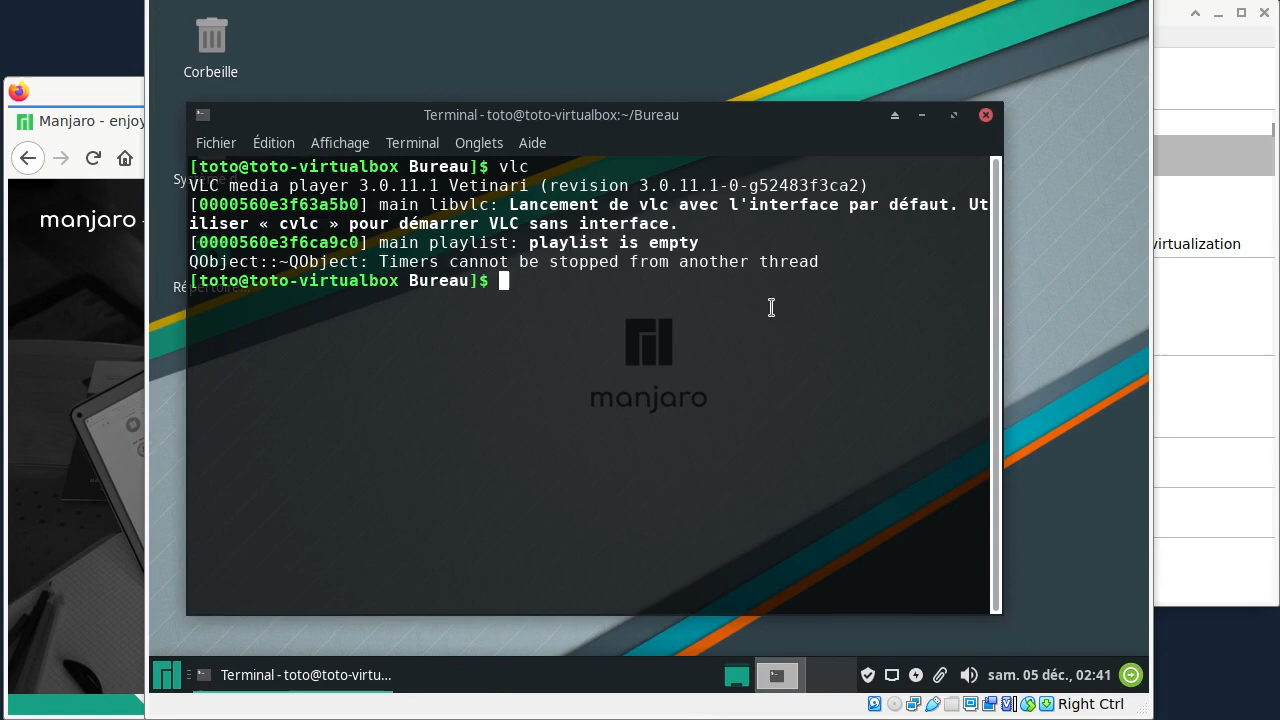 Corbeille
Manjaro - enjoy
manjaro
Terminal - toto@toto-virtualbox:~/Bureau
Fichier Édition Affichage Terminal Onglets Aide
[toto@toto-virtualbox Bureau]$ vlc
VLC media player 3.0.11.1 Vetinari (revision 3.0.11.1-0-g52483f3ca2)
[0000560e3f63a5b0] main libvlc: Lancement de vlc avec l'interface par défaut. Ut
iliser « cvlc » pour démarrer VLC sans interface.
[0000560e3f6ca9c0] main playlist: playlist is empty
QObject::~QObject: Timers cannot be stopped from another thread
[toto@toto-virtualbox Bureau]$
manjaro
virtualization
Terminal - toto@toto-virtu...
sam. 05 déc., 02:41
Right Ctrl